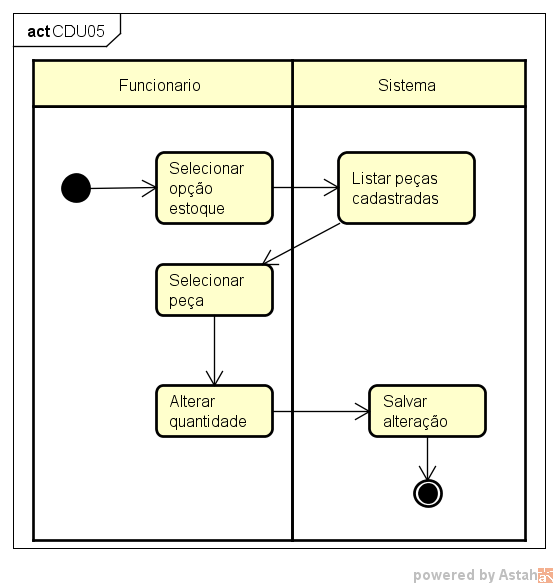 act CDU05
Funcionario
Sistema
Selecionar
opção
estoque
Listar peças
cadastradas
Selecionar
peça
Alterar
quantidade
Salvar
alteração
powered by Astah